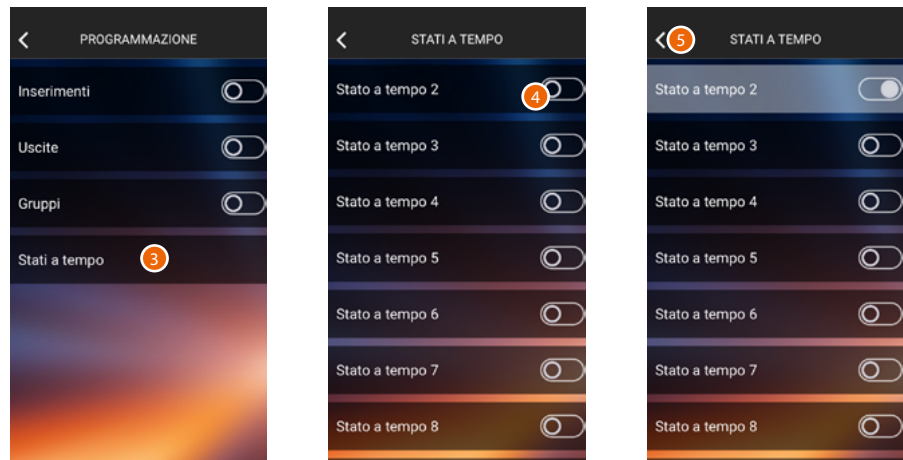 PROGRAMMAZIONE
Inserimenti
Uscite
Gruppi
Stati a tempo 3
STATI A TEMPO
Stato a tempo 2
4
Stato a tempo 3
Stato a tempo 4
Stato a tempo 5
Stato a tempo 6
Stato a tempo 7
Stato a tempo 8
5 STATI A TEMPO
Stato a tempo 2
Stato a tempo 3
Stato a tempo 4
Stato a tempo 5
Stato a tempo 6
Stato a tempo 7
Stato a tempo 8